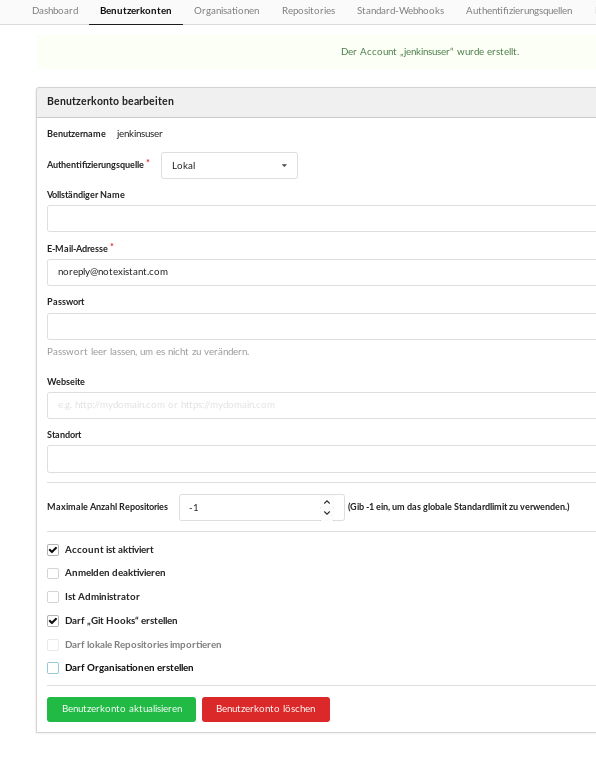 Dashboard Benutzerkonten Organisationen Repositories Standard-Webhooks Authentifizierungsquellen
Der Account „jenkinsuser“ wurde erstellt.
Benutzerkonto bearbeiten
Benutzername jenkinsuser
Authentifizierungsquelle * Lokal
Vollständiger Name
E-Mail-Adresse *
noreply@notexistant.com
Passwort
Passwort leer lassen, um es nicht zu verändern.
Webseite
e.g. http://mydomain.com or https://mydomain.com
Standort
Maximale Anzahl Repositories -1 (Gib -1 ein, um das globale Standardlimit zu verwenden.)
Account ist aktiviert
Anmelden deaktivieren
Ist Administrator
Darf „Git Hooks“ erstellen
Darf lokale Repositories importieren
Darf Organisationen erstellen
Benutzerkonto aktualisieren Benutzerkonto löschen